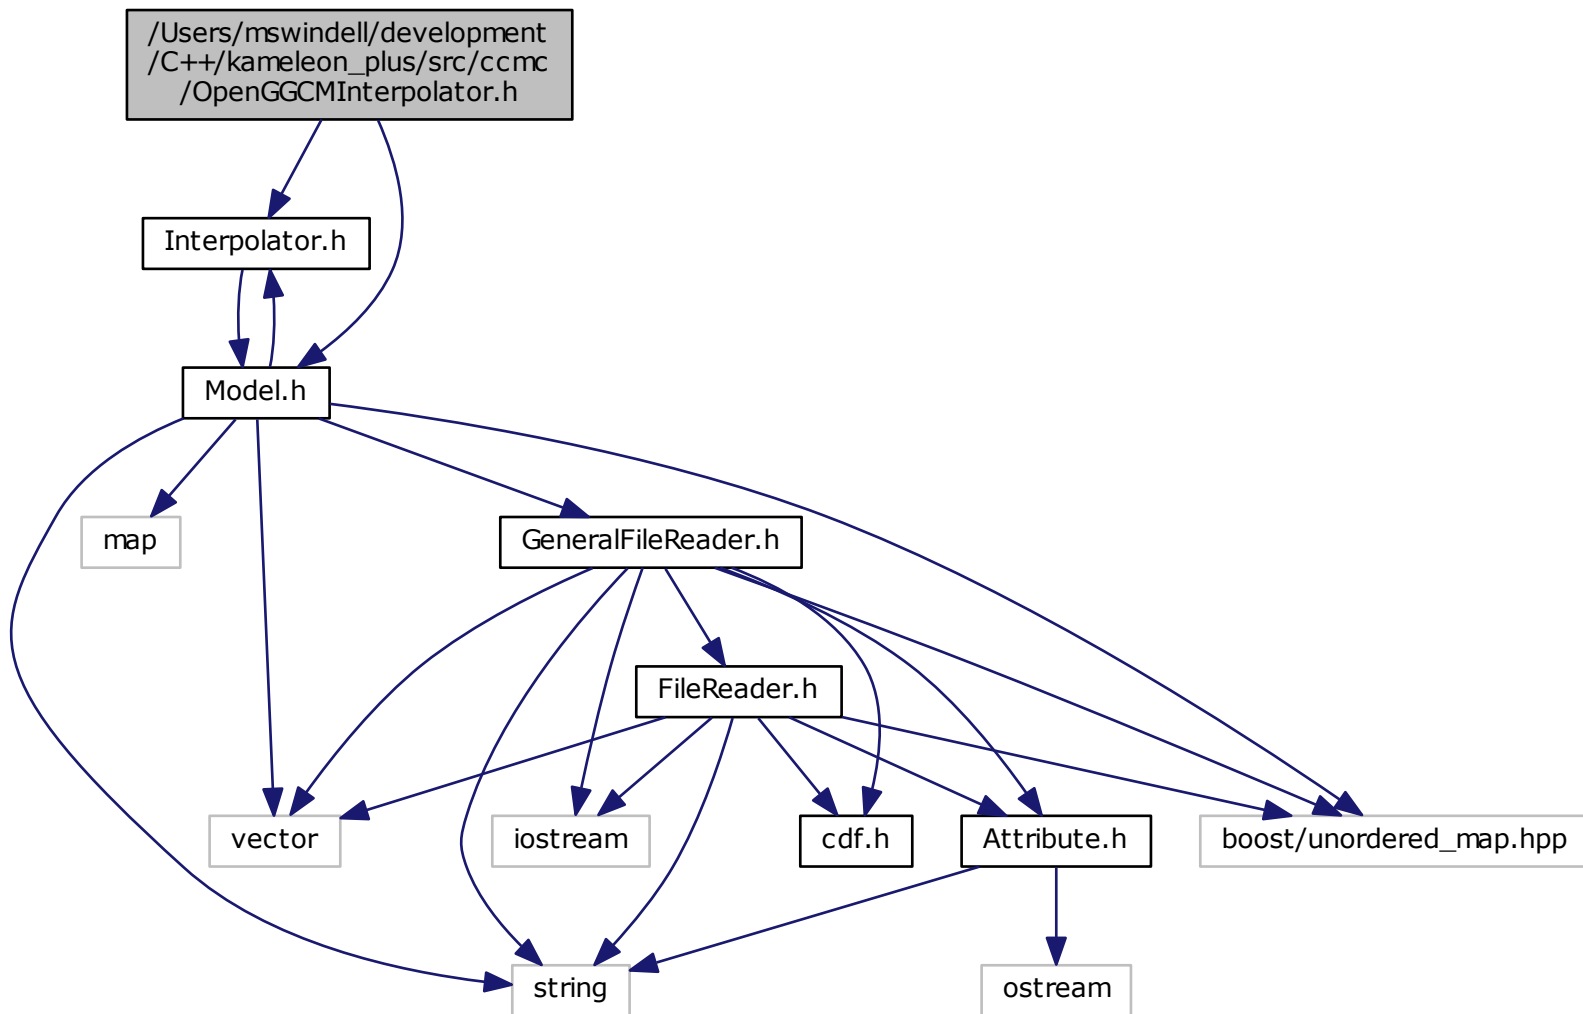 /Users/mswindell/development
/C++/kameleon_plus/src/ccmc
/OpenGGCMInterpolator.h
Interpolator.h
Model.h
map
GeneralFileReader.h
FileReader.h
vector
iostream
cdf.h
Attribute.h
boost/unordered_map.hpp
string
ostream